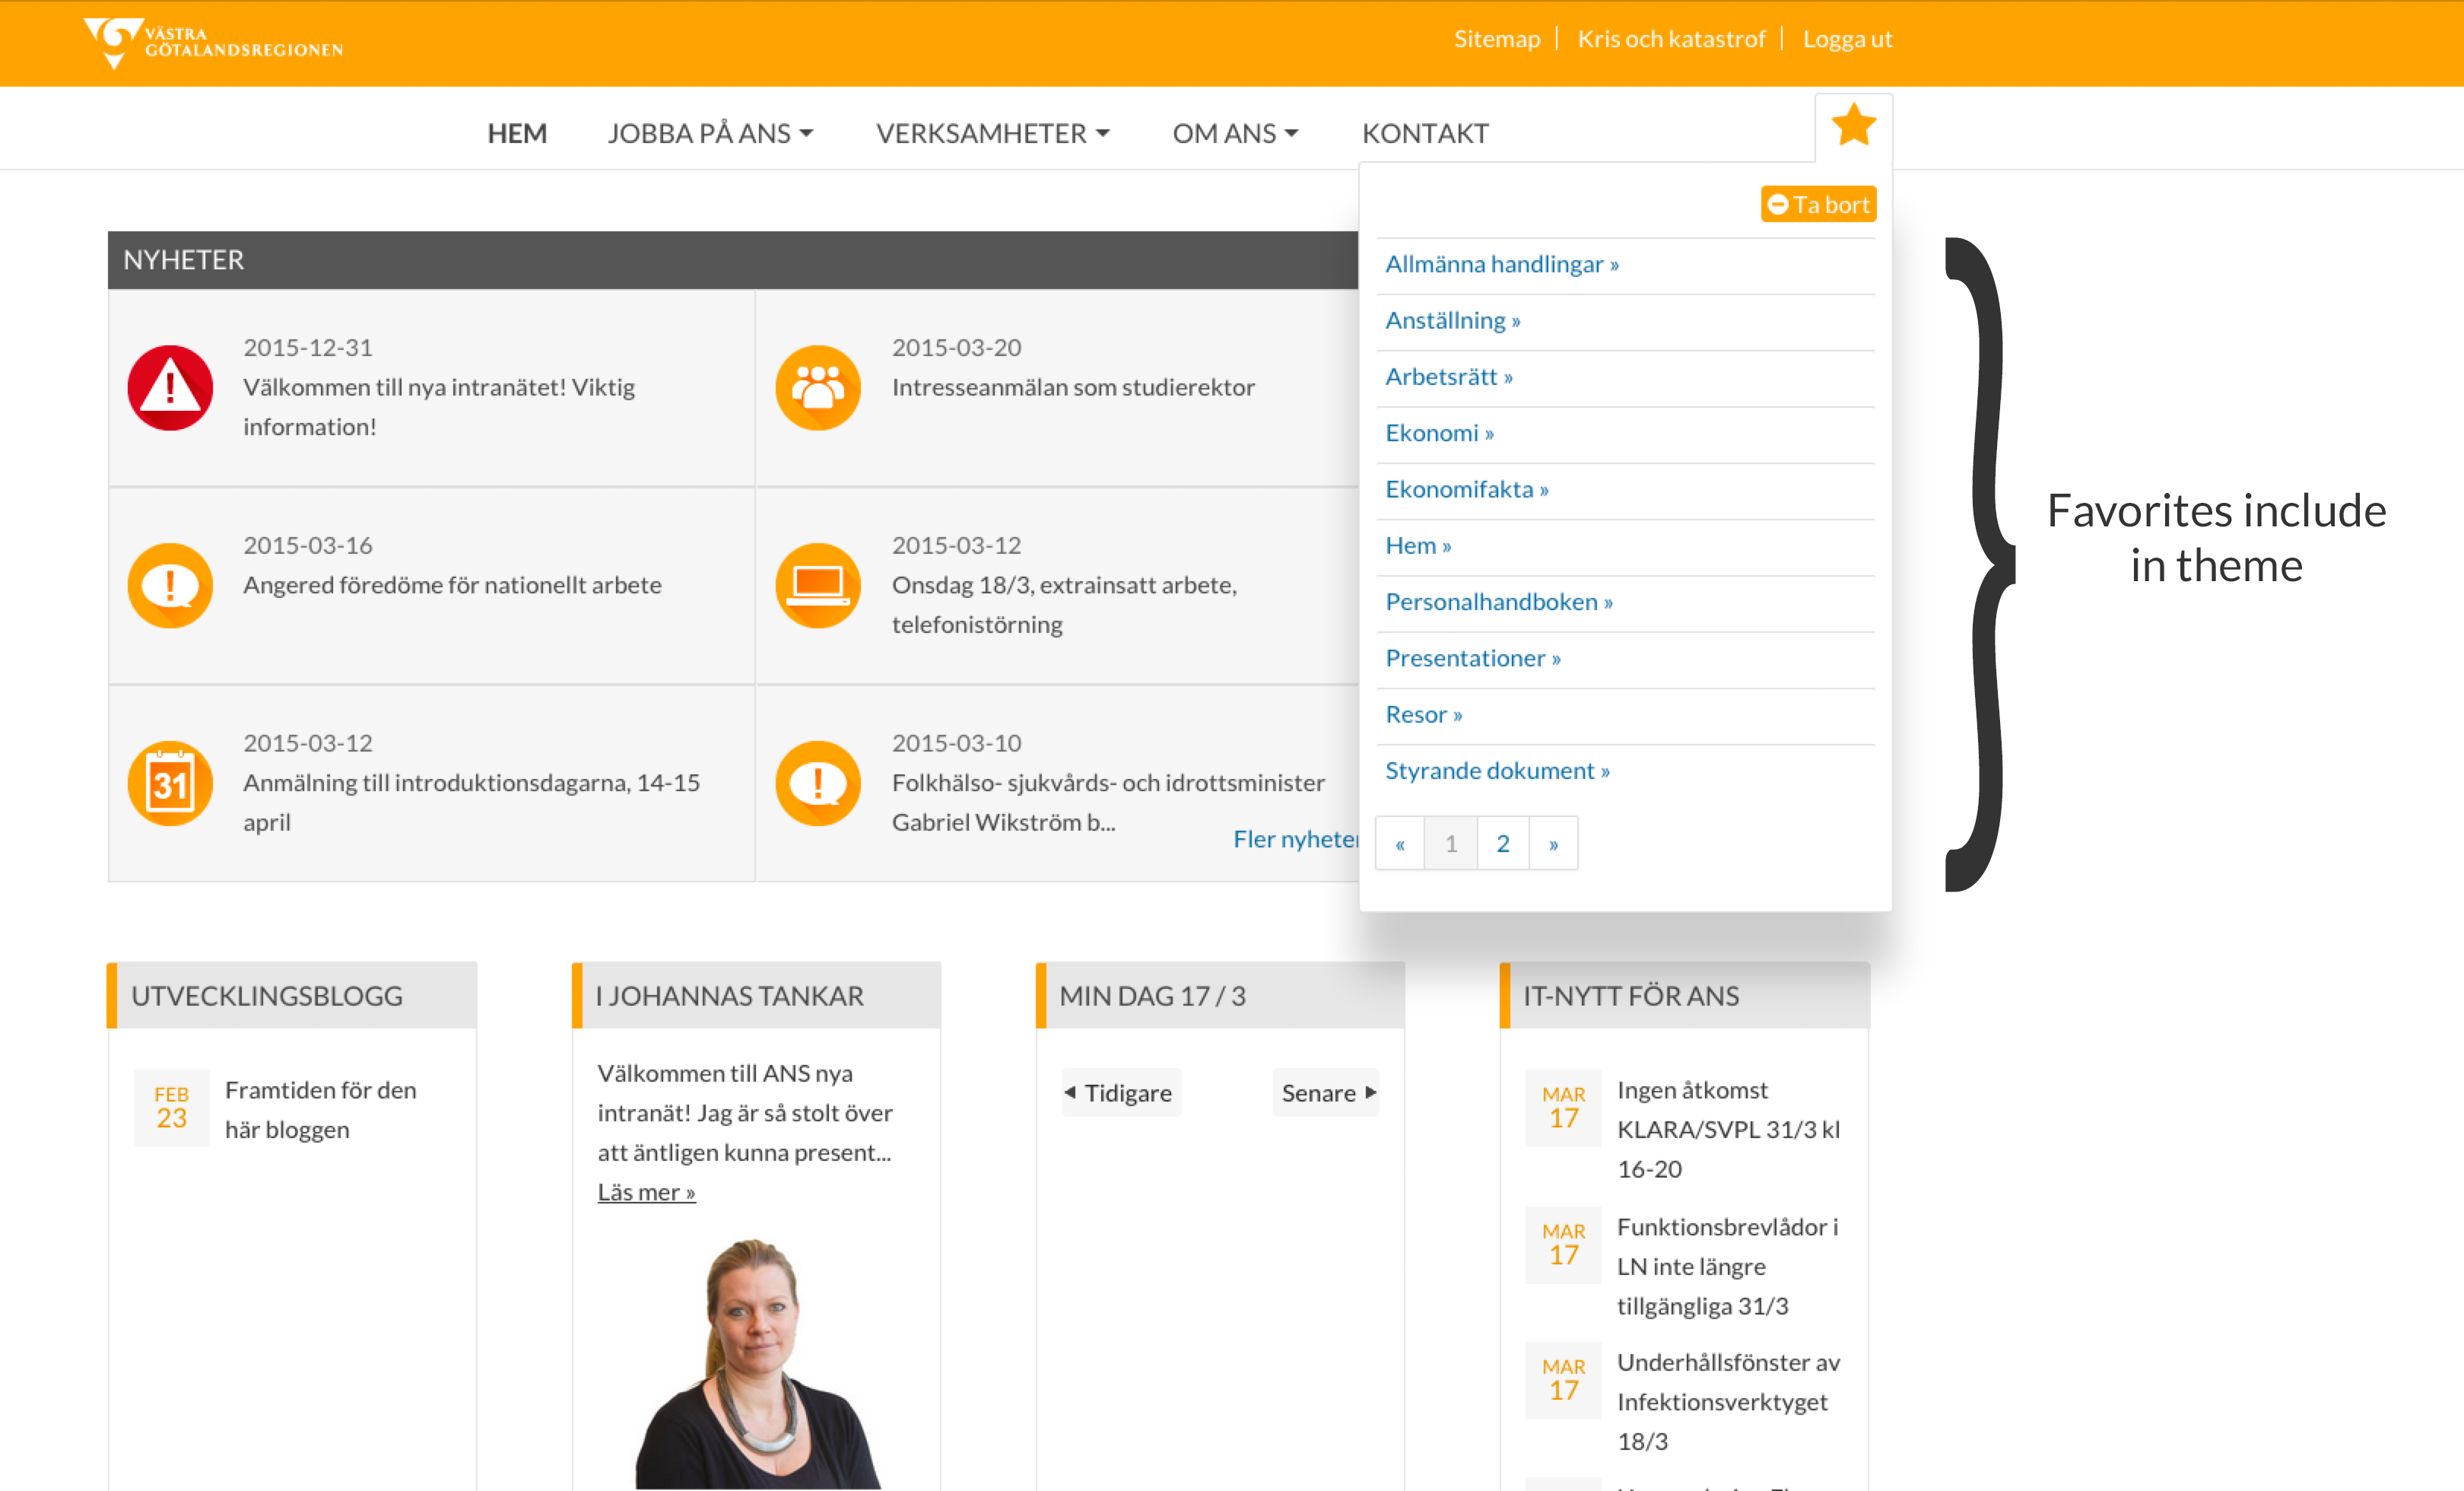 VÄSTRA
GÖTALANDSREGIONEN
Sitemap
Kris och katastrof
Logga ut
HEM
JOBBA PÅ ANS
VERKSAMHETER
OM ANS
KONTAKT
Ta bort
Allmänna handlingar »
Anställning »
Arbetsrätt »
Ekonomi »
Ekonomifakta »
Hem »
Personalhandboken »
Presentationer »
Resor »
Styrande dokument »
« 1 2 »
Favorites include
in theme
NYHETER
2015-12-31
Välkommen till nya intranätet! Viktig
information!
2015-03-20
Intresseanmälan som studierektor
2015-03-16
Angered föredöme för nationellt arbete
2015-03-12
Onsdag 18/3, extrainsatt arbete,
telefonistörning
31
2015-03-12
Anmälning till introduktionsdagarna, 14-15
april
2015-03-10
Folkhälso- sjukvårds- och idrottsminister
Gabriel Wikström b...
Fler nyheter
UTVECKLINGSBLOGG
FEB
23
Framtiden för den
här bloggen
I JOHANNAS TANKAR
Välkommen till ANS nya
intranät! Jag är så stolt över
att äntligen kunna present...
Läs mer »
MIN DAG 17 / 3
Tidigare
Senare
IT-NYTT FÖR ANS
MAR
17
Ingen åtkomst
KLARA/SVPL 31/3 kl
16-20
MAR
17
Funktionsbrevlådor i
LN inte längre
tillgängliga 31/3
MAR
17
Underhållsfönster av
Infektionsverktyget
18/3